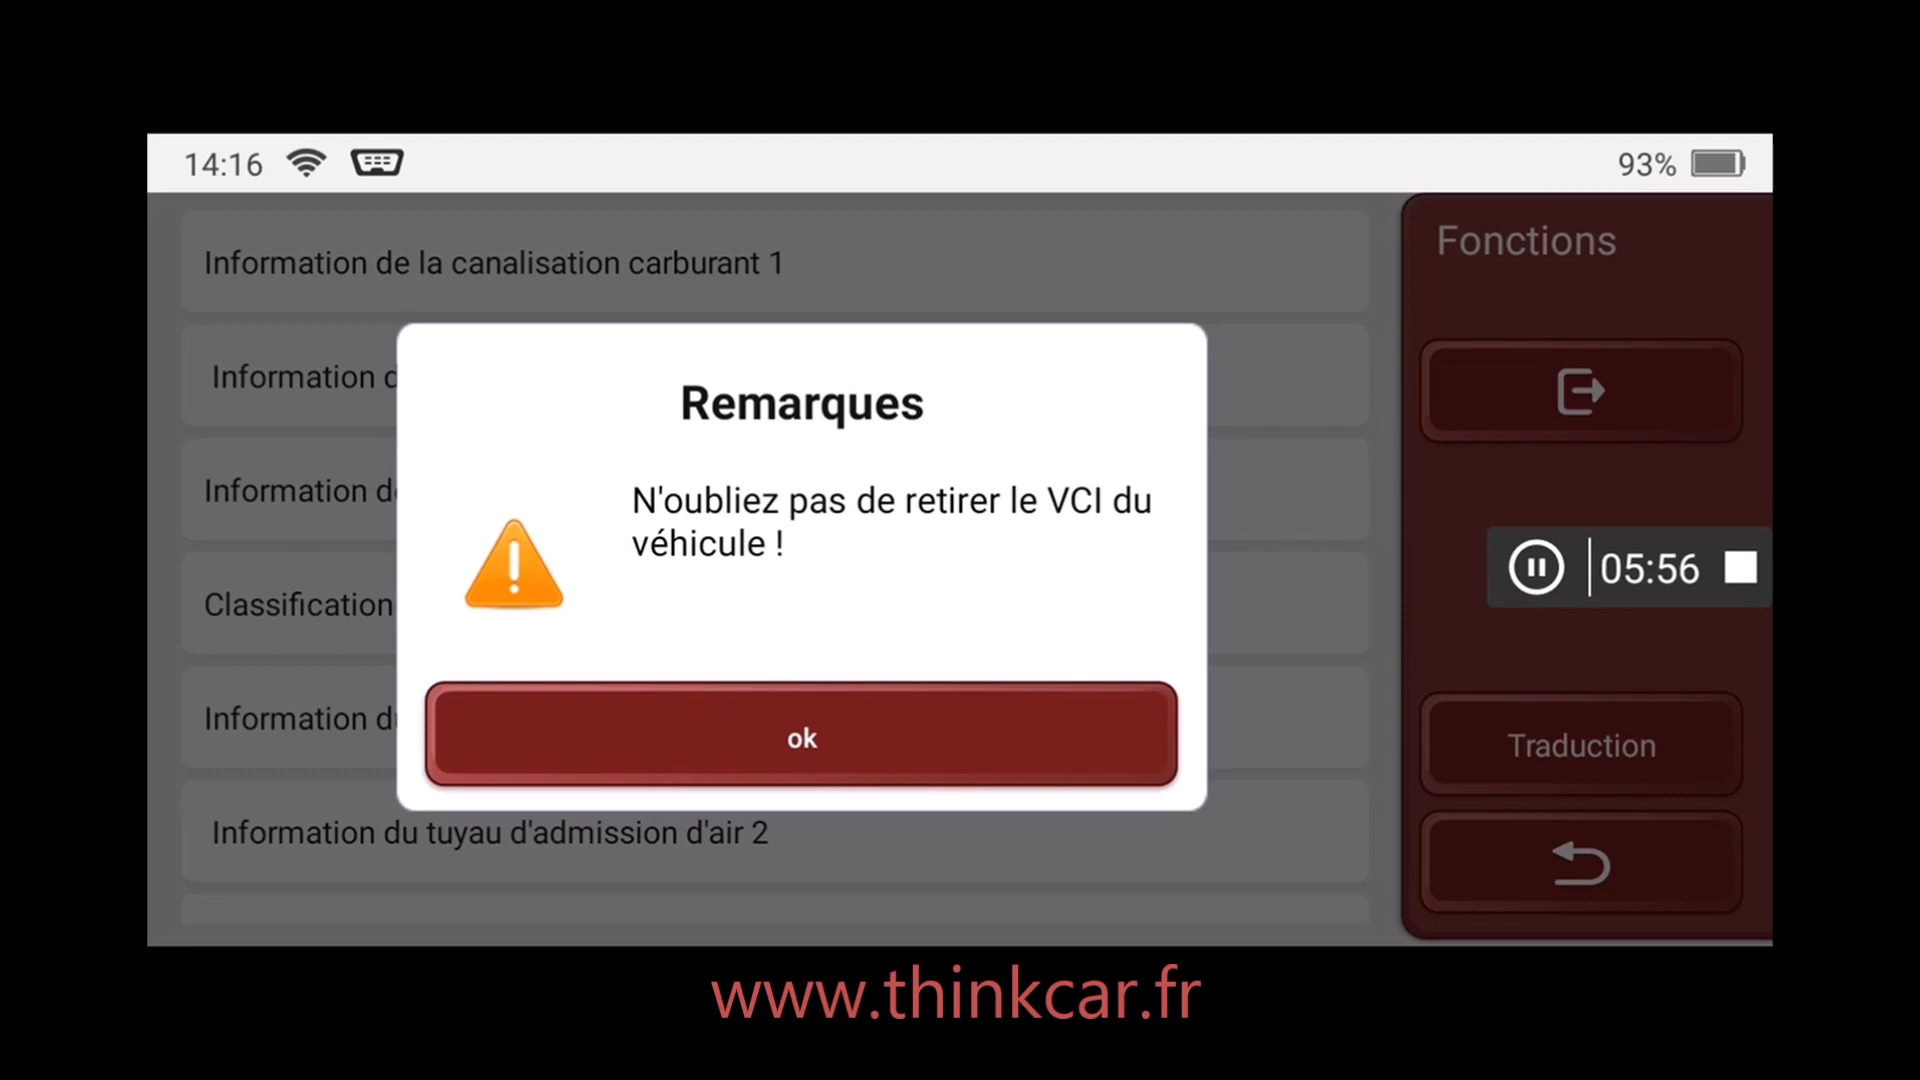 14:16
93%
Information de la canalisation carburant 1
Fonctions
Information
Remarques
Information
N'oubliez pas de retirer le VCI du
véhicule !
05:56
Classification
Information
ok
Traduction
Information du tuyau d'admission d'air 2
www.thinkcar.fr